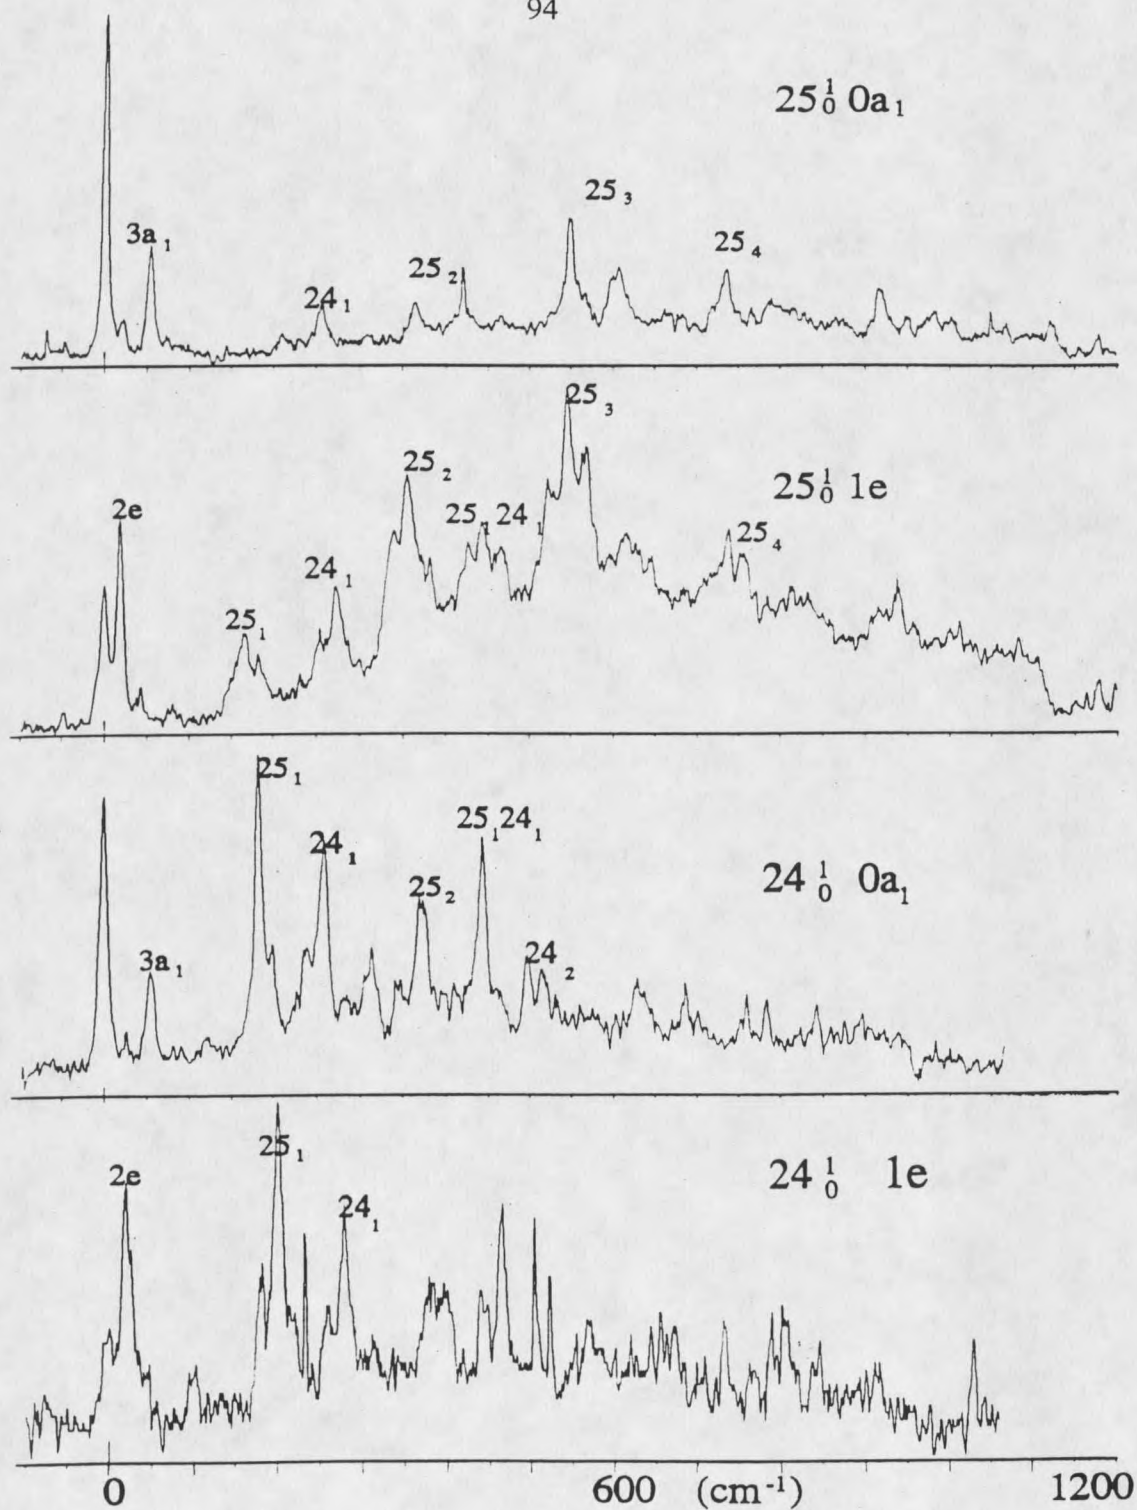 94
25¹₀ 0a₁
3a₁
24₁
25₂
25₃
25₄
25¹₀ 1e
2e
25₁
24₁
25₂
25₁24₁
25₃
25₄
24¹₀ 0a₁
3a₁
25₁
24₁
25₂
25₁24₁
24₂
24¹₀ 1e
2e
25₁
24₁
0 600 (cm⁻¹) 1200